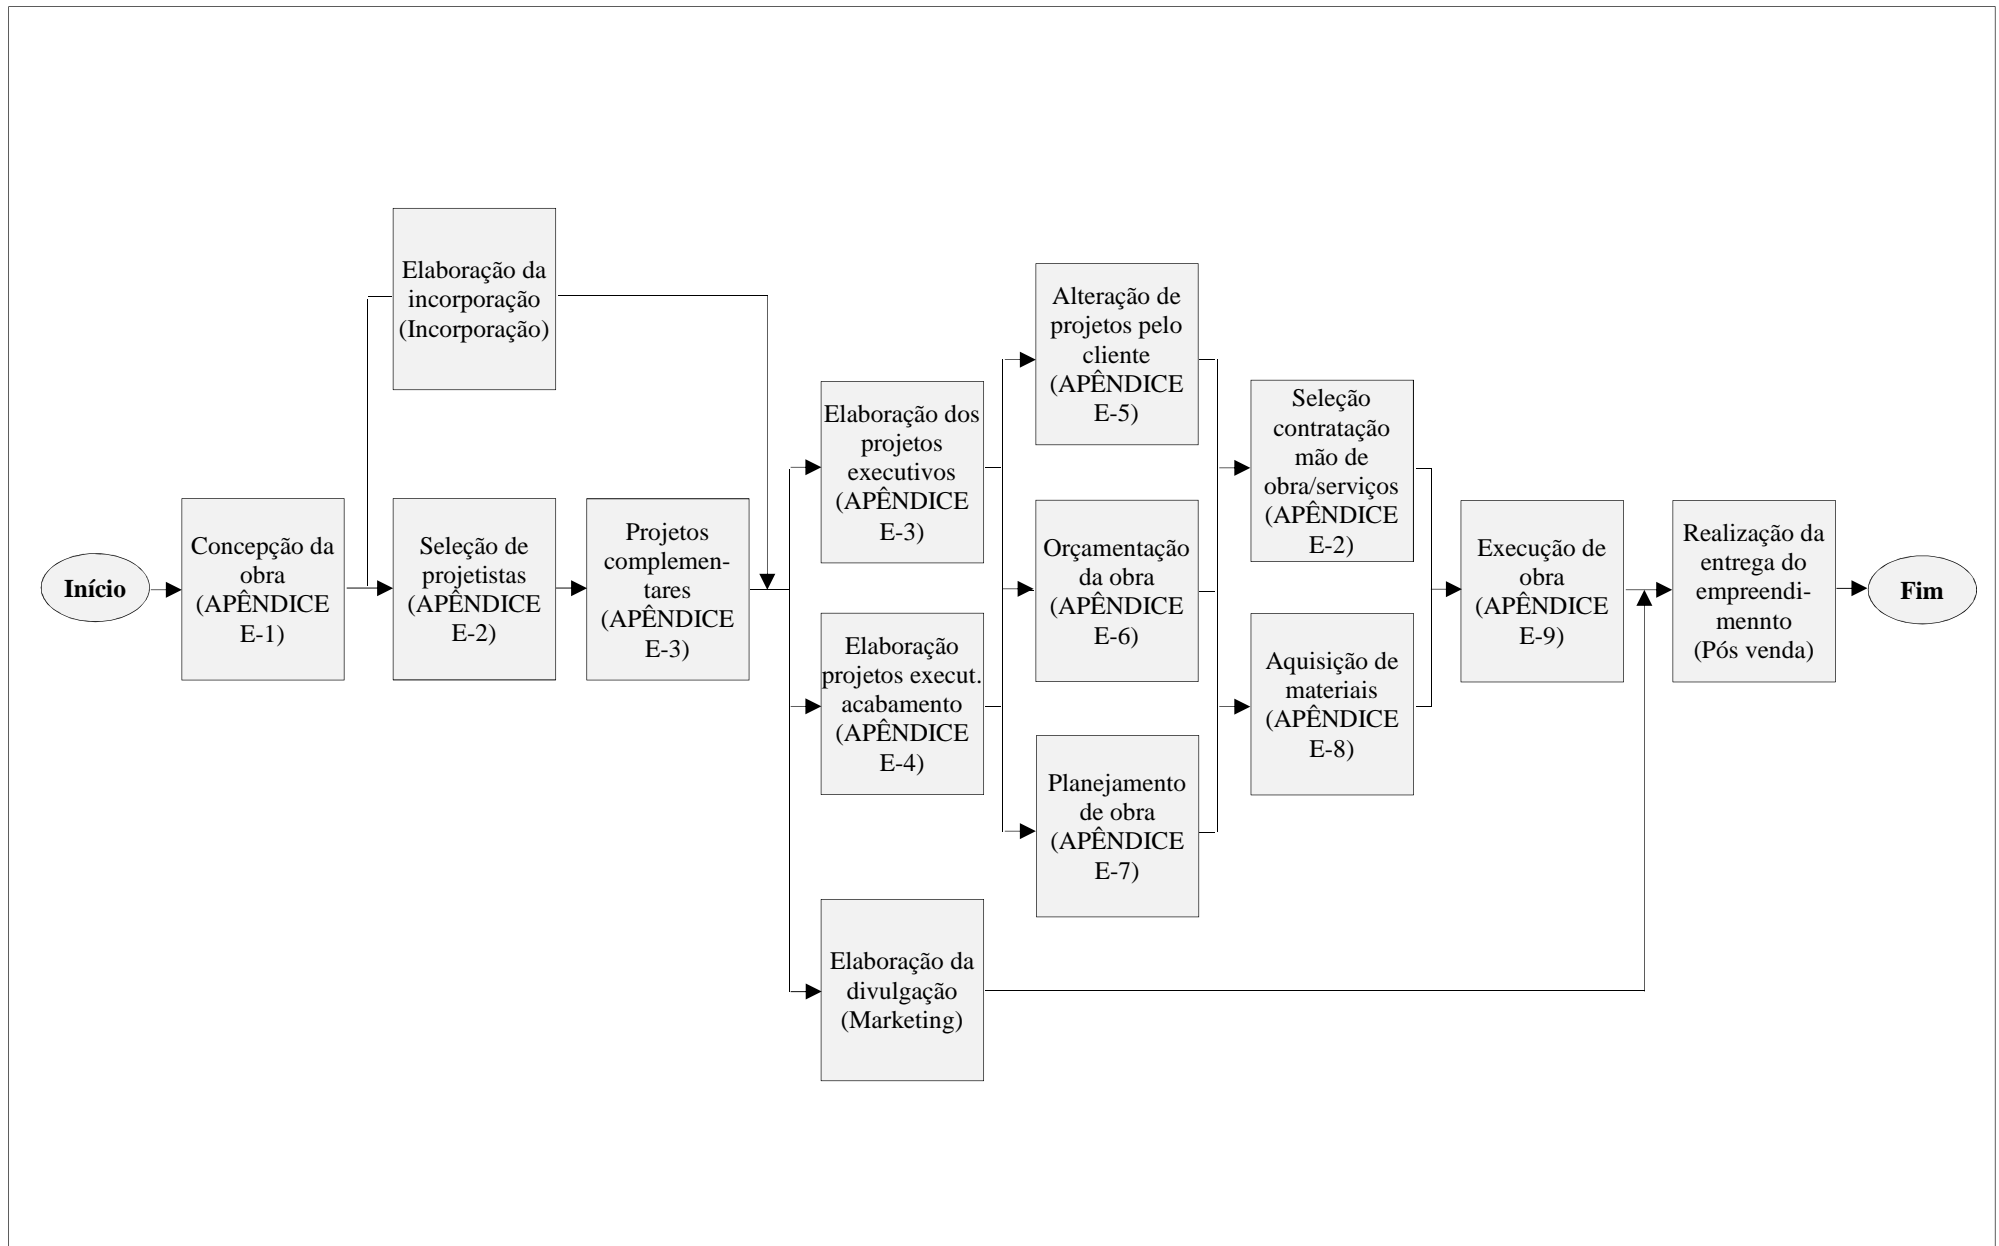 Início
Concepção da
obra
(APÊNDICE
E-1)
Elaboração da
incorporação
(Incorporação)
Seleção de
projetistas
(APÊNDICE
E-2)
Projetos
complemen-
tares
(APÊNDICE
E-3)
Elaboração dos
projetos
executivos
(APÊNDICE
E-3)
Elaboração
projetos execut.
acabamento
(APÊNDICE
E-4)
Elaboração da
divulgação
(Marketing)
Alteração de
projetos pelo
cliente
(APÊNDICE
E-5)
Orçamentação
da obra
(APÊNDICE
E-6)
Planejamento
de obra
(APÊNDICE
E-7)
Seleção
contratação
mão de
obra/serviços
(APÊNDICE
E-2)
Aquisição de
materiais
(APÊNDICE
E-8)
Execução de
obra
(APÊNDICE
E-9)
Realização da
entrega do
empreendi-
mennto
(Pós venda)
Fim